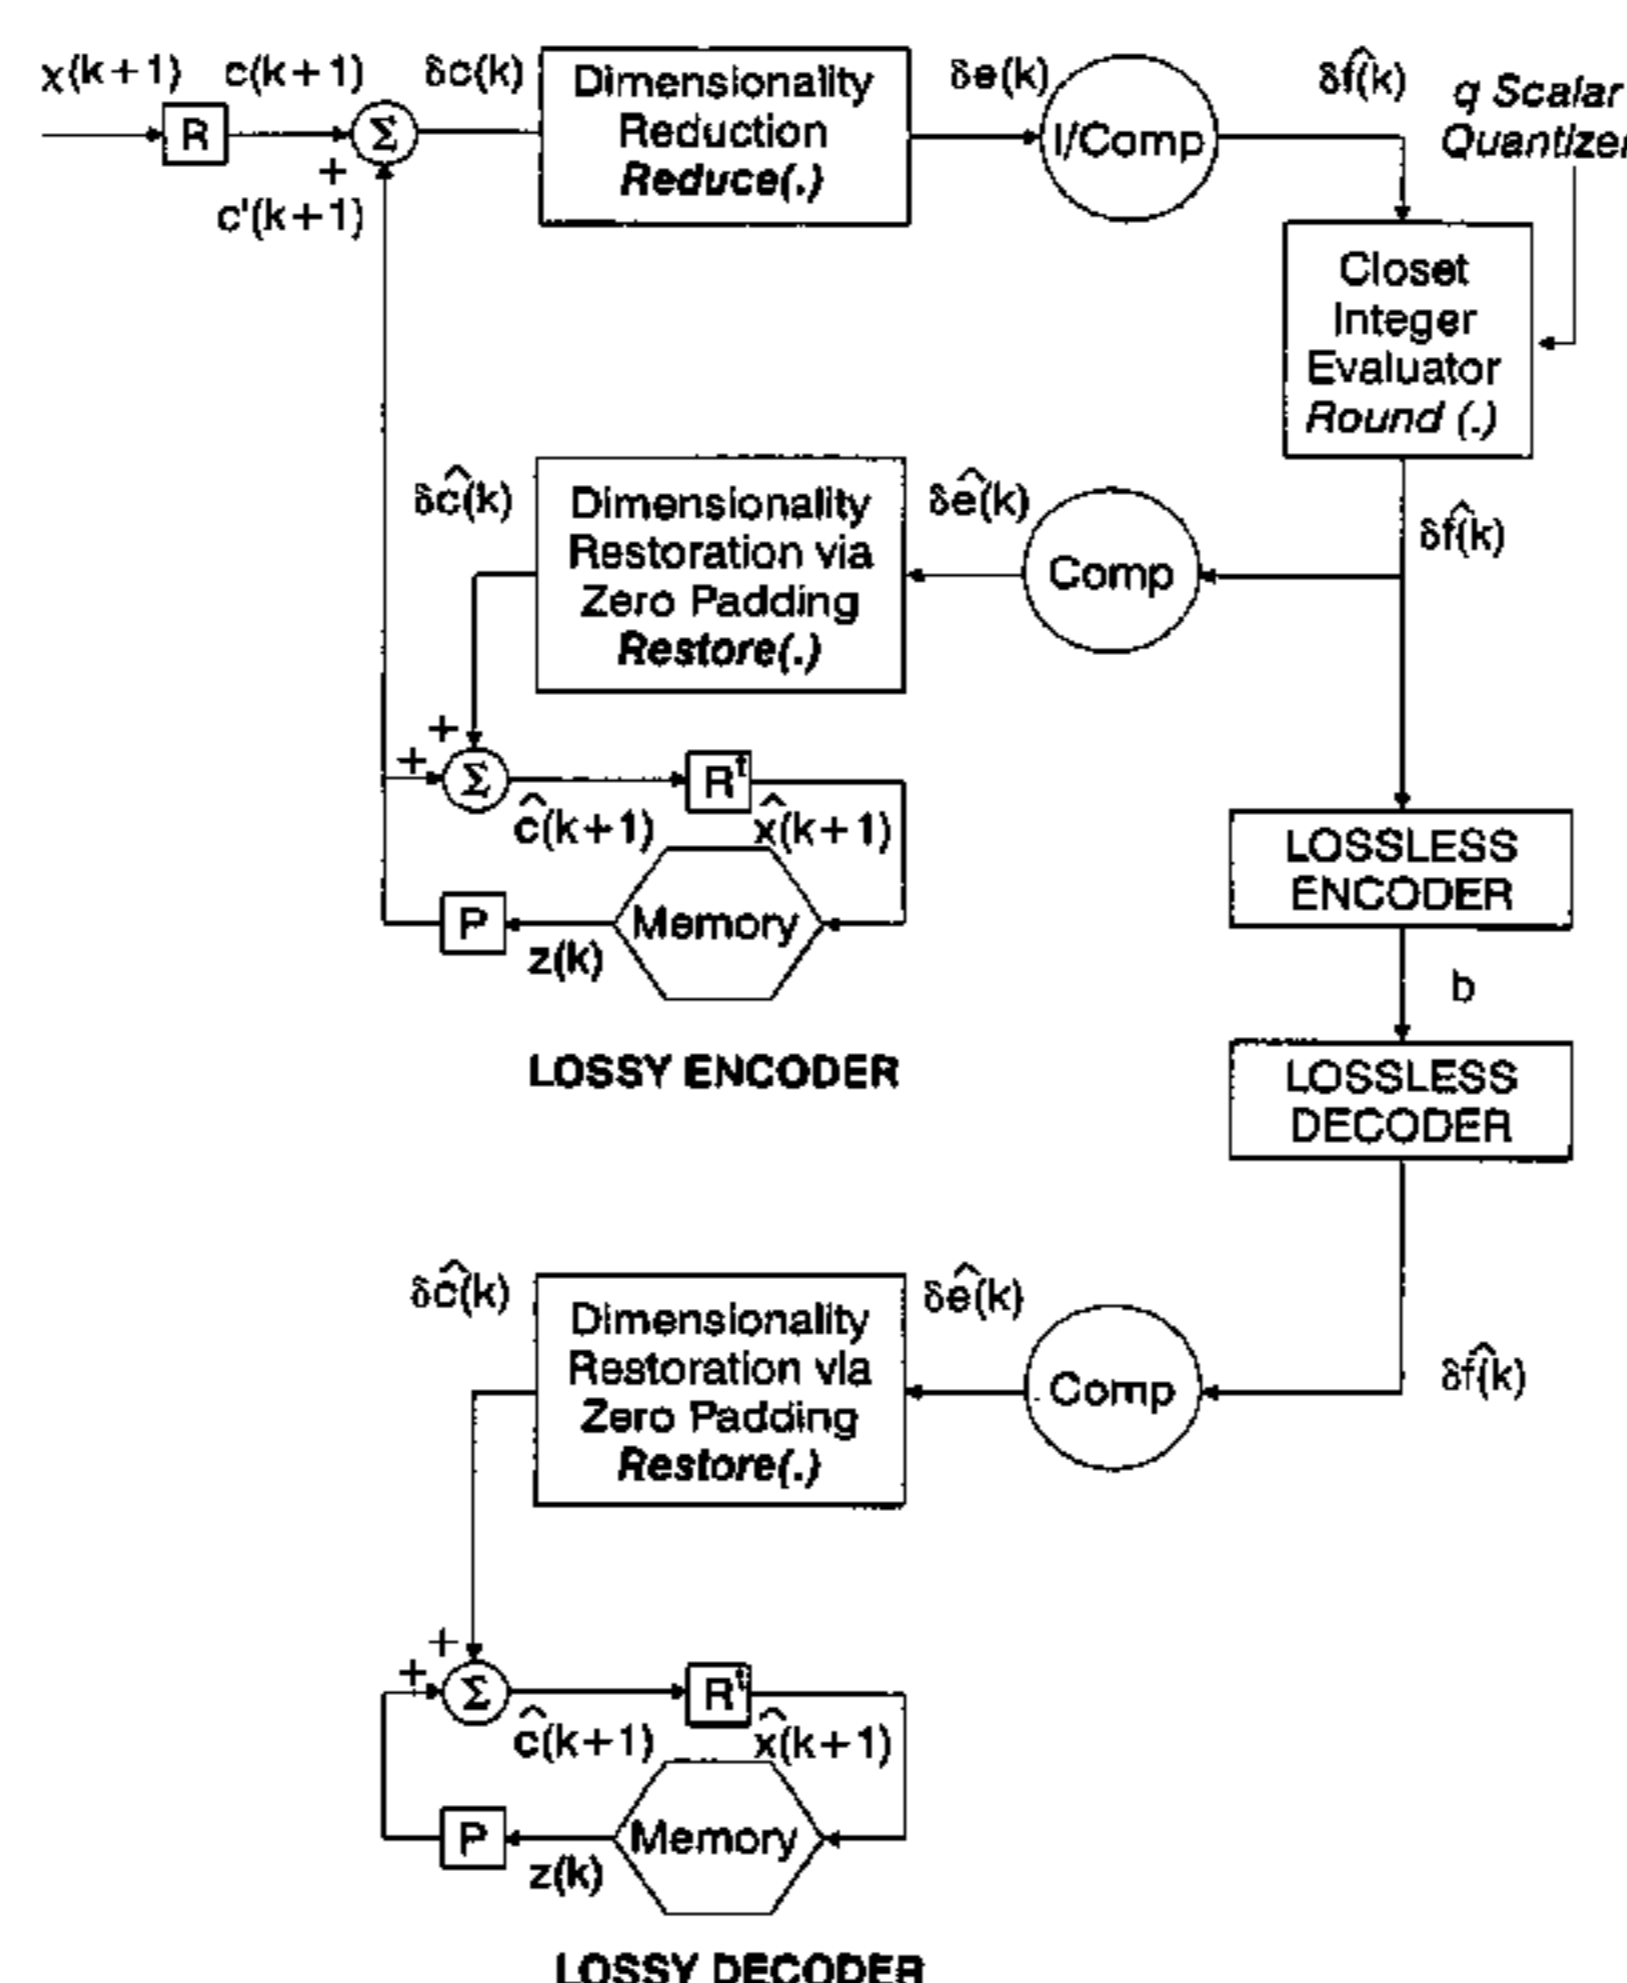 x(k+1) c(k+1) δc(k)
Dimensionality
Reduction
Reduce(.)
δe(k)
I/Comp
δf̂(k)
q Scalar
Quantizer
R
Σ
+
c'(k+1)
Closet
Integer
Evaluator
Round (.)
δĉ(k)
Dimensionality
Restoration via
Zero Padding
Restore(.)
δê(k)
Comp
δf̂(k)
+
+
Σ
ĉ(k+1)
Rᵗ
x̂(k+1)
P
z(k)
Memory
LOSSLESS
ENCODER
b
LOSSY ENCODER
LOSSLESS
DECODER
δĉ(k)
Dimensionality
Restoration via
Zero Padding
Restore(.)
δê(k)
Comp
δf̂(k)
+
+
Σ
ĉ(k+1)
Rᵗ
x̂(k+1)
P
z(k)
Memory
LOSSY DECODER